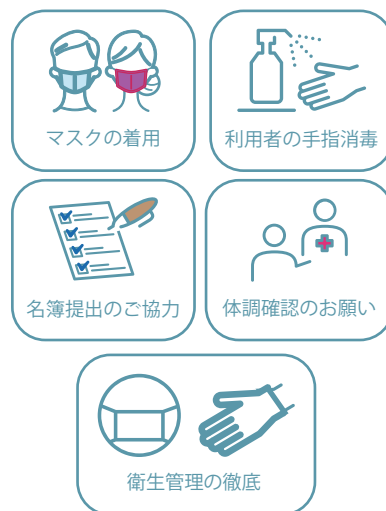 マスクの着用
利用者の手指消毒
名簿提出のご協力
体調確認のお願い
衛生管理の徹底